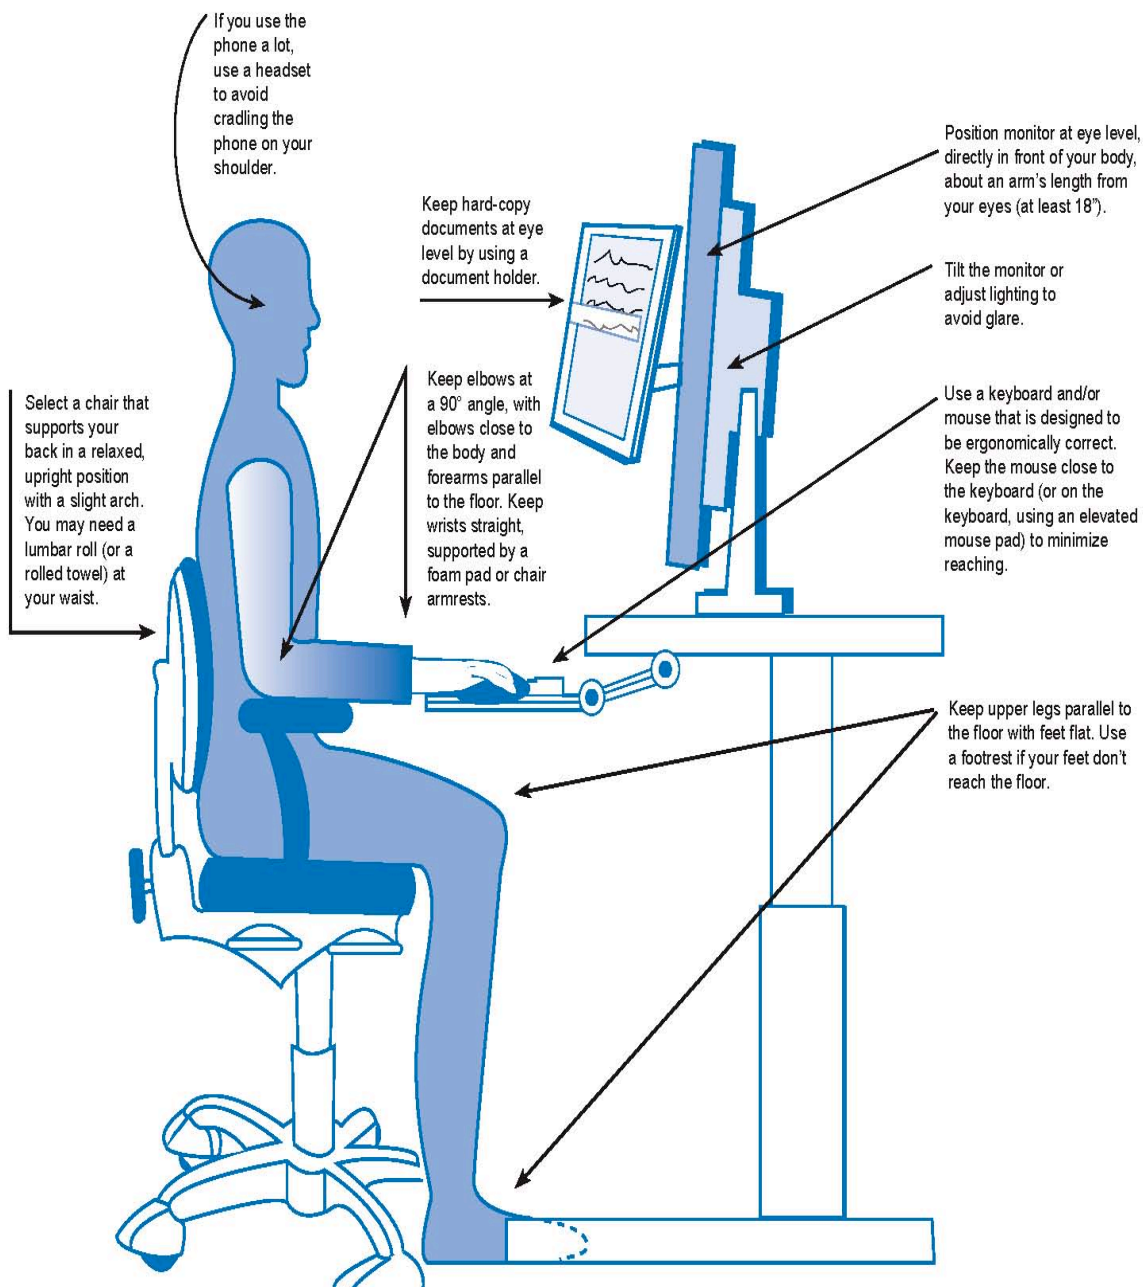 If you use the
phone a lot,
use a headset
to avoid
cradling the
phone on your
shoulder.
Position monitor at eye level,
directly in front of your body,
about an arm's length from
your eyes (at least 18”).
Keep hard-copy
documents at eye
level by using a
document holder.
Tilt the monitor or
adjust lighting to
avoid glare.
Select a chair that
supports your
back in a relaxed,
upright position
with a slight arch.
You may need a
lumbar roll (or a
rolled towel) at
your waist.
Keep elbows at
a 90° angle, with
elbows close to
the body and
forearms parallel
to the floor. Keep
wrists straight,
supported by a
foam pad or chair
armrests.
Use a keyboard and/or
mouse that is designed to
be ergonomically correct.
Keep the mouse close to
the keyboard (or on the
keyboard, using an elevated
mouse pad) to minimize
reaching.
Keep upper legs parallel to
the floor with feet flat. Use
a footrest if your feet don't
reach the floor.